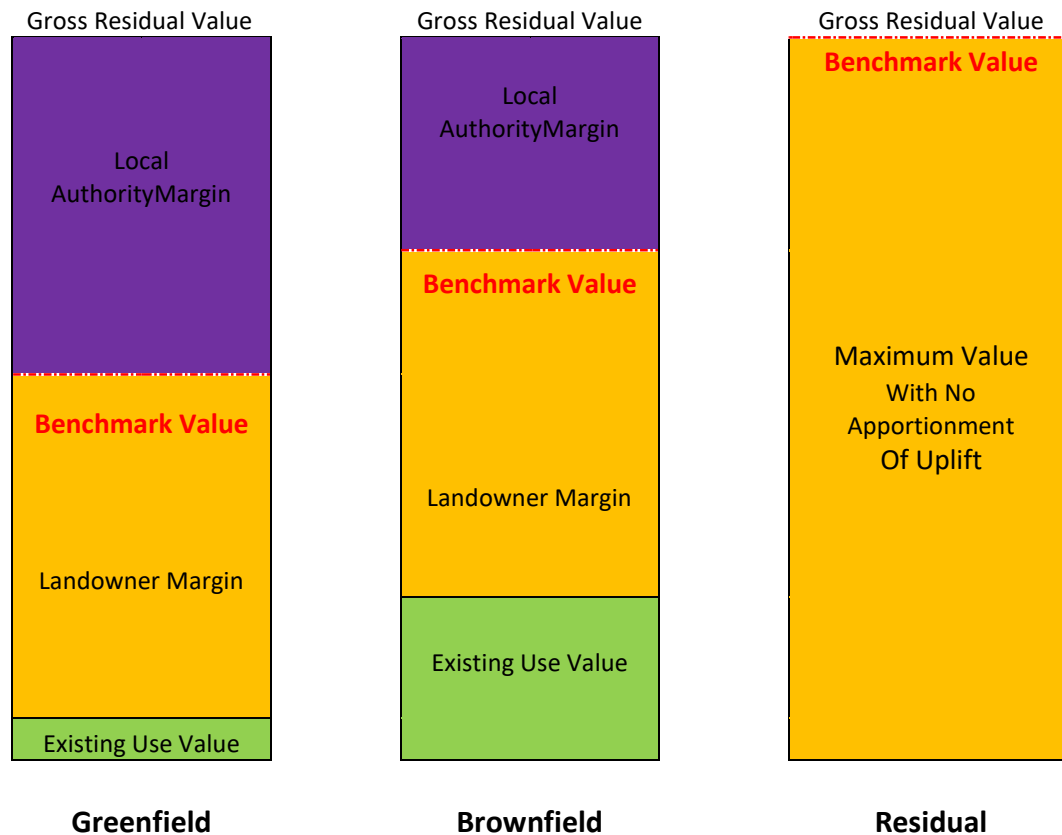 Gross Residual Value
Local
AuthorityMargin
Benchmark Value
Landowner Margin
Existing Use Value
Greenfield
Gross Residual Value
Local
AuthorityMargin
Benchmark Value
Landowner Margin
Existing Use Value
Brownfield
Gross Residual Value
Benchmark Value
Maximum Value
With No
Apportionment
Of Uplift
Residual